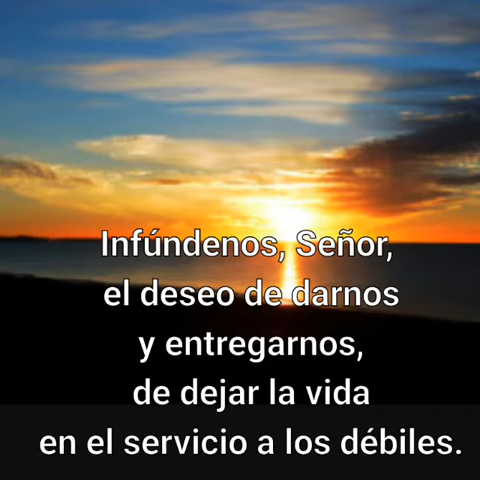 Infúndenos, Señor,
el deseo de darnos
y entregarnos,
de dejar la vida
en el servicio a los débiles.